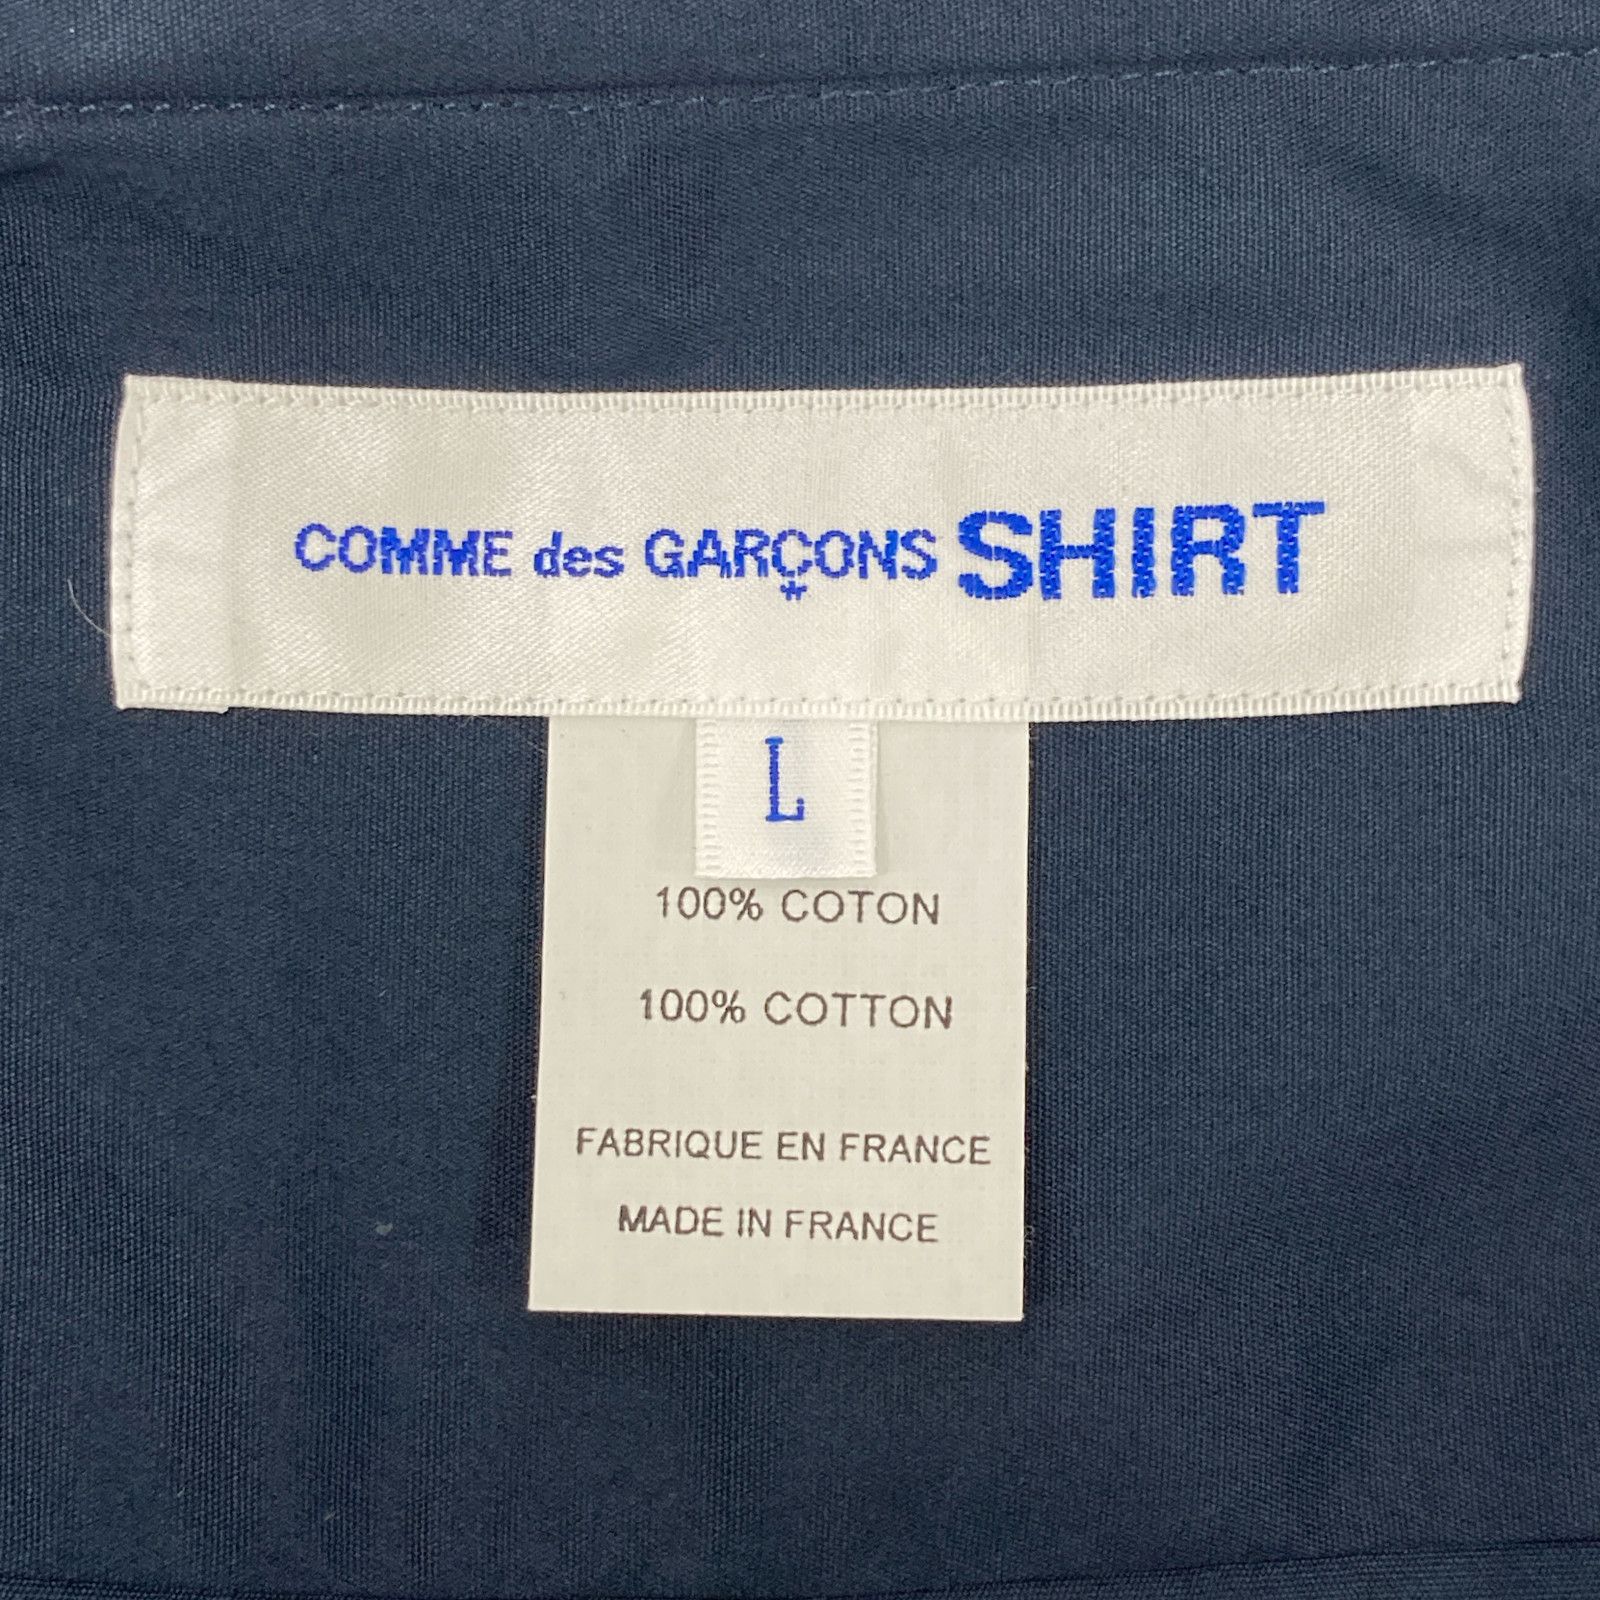 COMME des GARÇONS SHIRT
L
100% COTON
100% COTTON
FABRIQUE EN FRANCE
MADE IN FRANCE